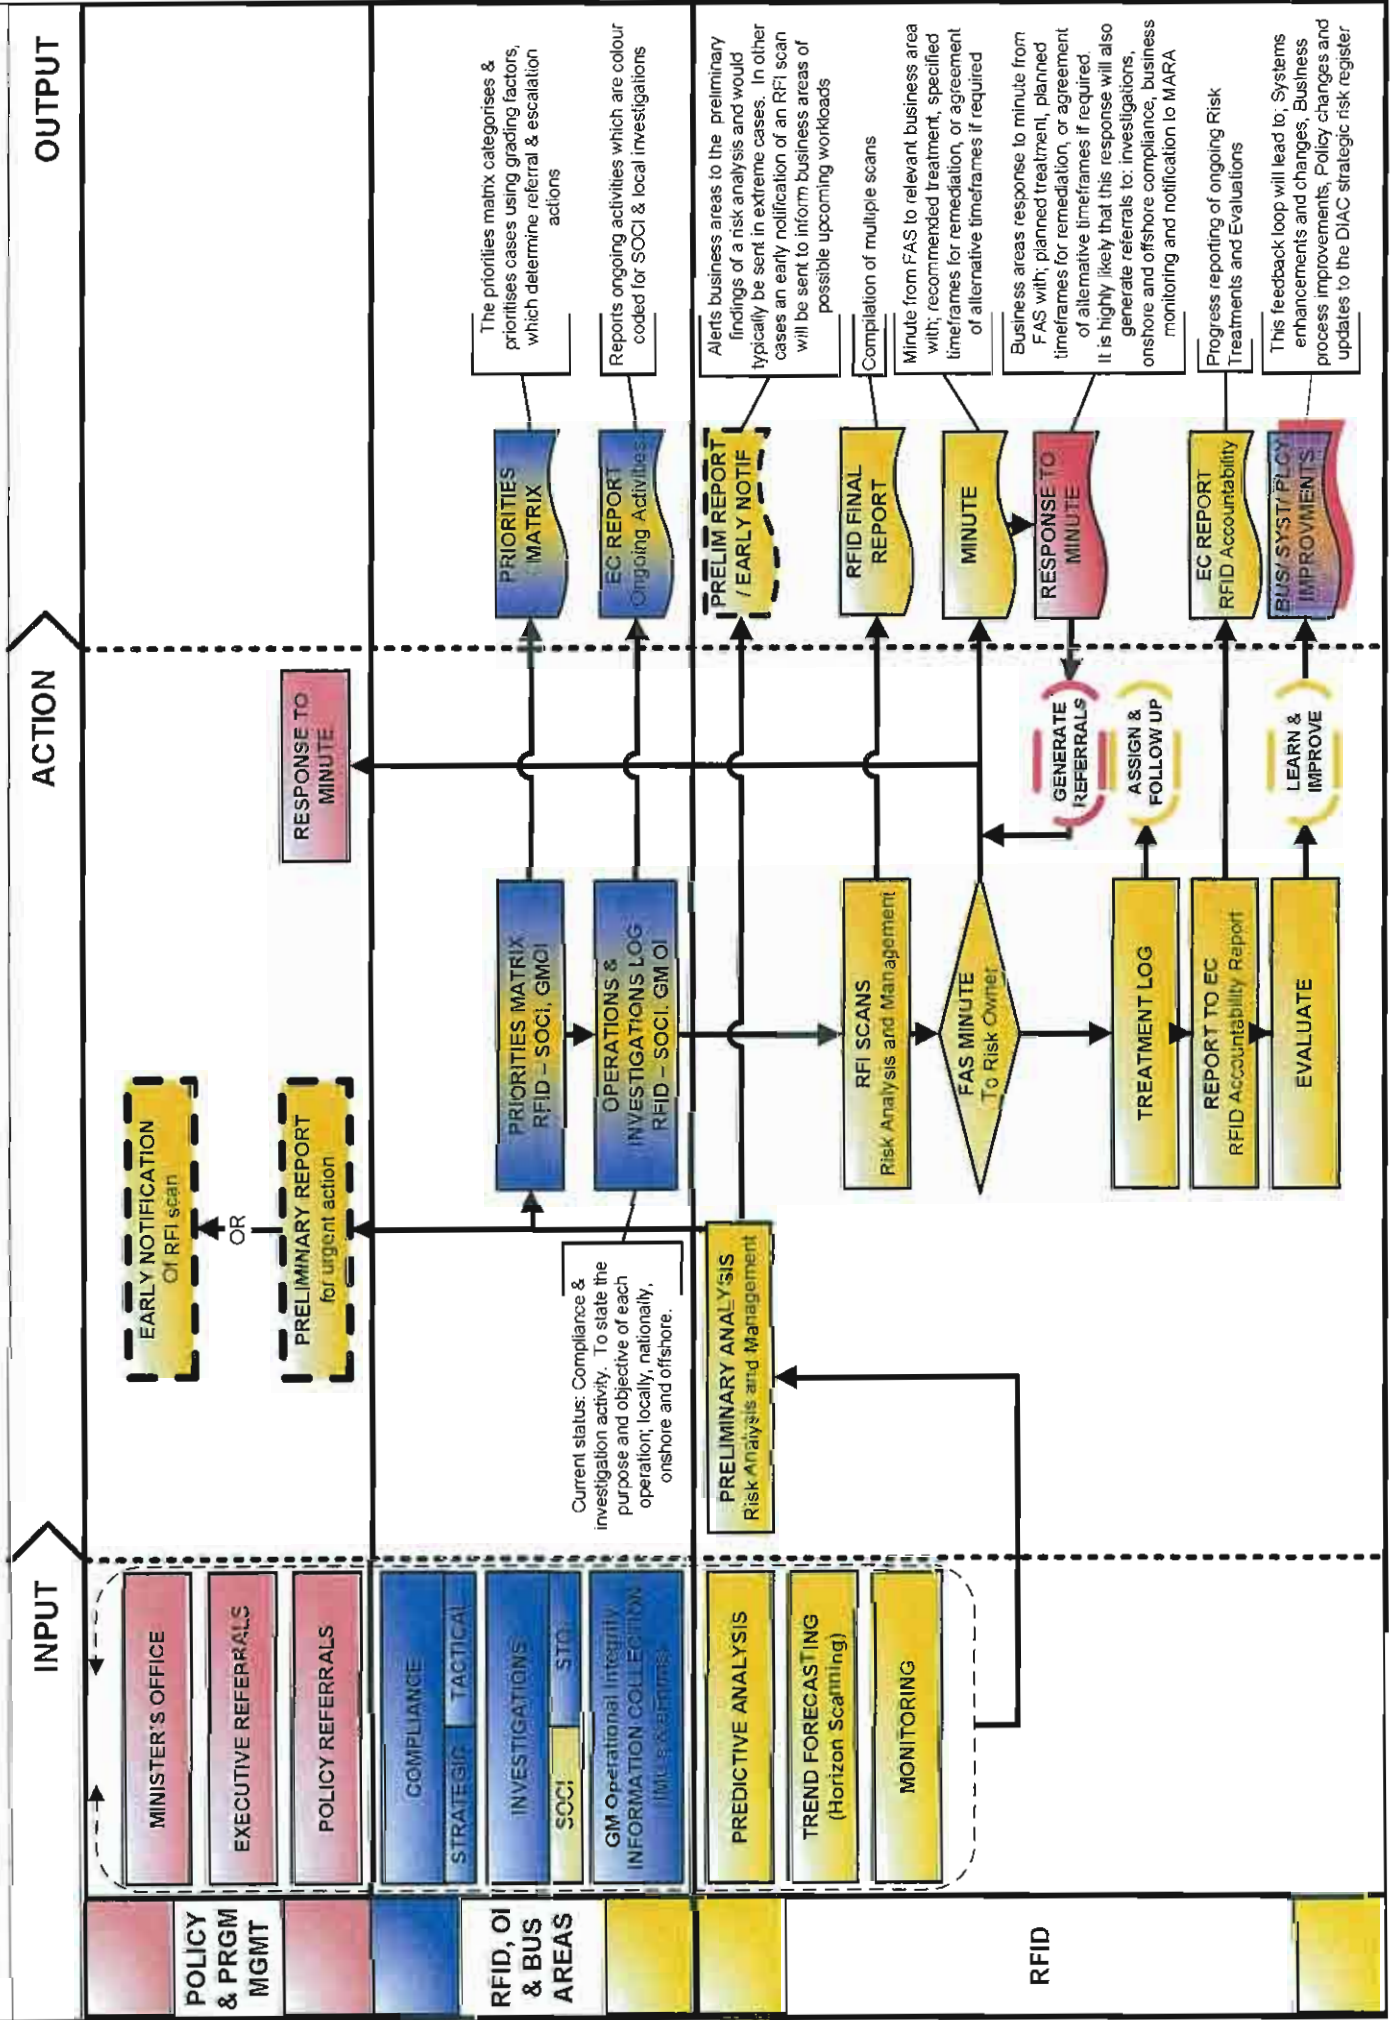 INPUT
ACTION
OUTPUT
POLICY
& PRGM
MGMT
MINISTER'S OFFICE
EXECUTIVE REFERRALS
POLICY REFERRALS
EARLY NOTIFICATION
Of RFI scan
OR
PRELIMINARY REPORT
for urgent action
RESPONSE TO
MINUTE
RFID, OI
& BUS
AREAS
COMPLIANCE
STRATEGIC
TACTICAL
INVESTIGATIONS
SOCI
GM Operational Integrity
INFORMATION COLLECTION
Current status: Compliance &
investigation activity. To state the
purpose and objective of each
operation; locally, nationally,
onshore and offshore.
PRIORITIES MATRIX
RFID – SOCI, GMOI
OPERATIONS &
INVESTIGATIONS LOG
RFID – SOCI, GM OI
PRIORITIES
MATRIX
The priorities matrix categorises &
prioritises cases using grading factors,
which determine referral & escalation
actions
EC REPORT
Ongoing Activities
Reports ongoing activities which are colour
coded for SOCI & local investigations
RFID
PREDICTIVE ANALYSIS
TREND FORECASTING
(Horizon Scanning)
MONITORING
PRELIMINARY ANALYSIS
Risk Analysis and Management
RFI SCANS
Risk Analysis and Management
FAS MINUTE
To Risk Owner
TREATMENT LOG
REPORT TO EC
RFID Accountability Report
EVALUATE
GENERATE
REFERRALS
ASSIGN &
FOLLOW UP
LEARN &
IMPROVE
PRELIM REPORT
/ EARLY NOTIF
Alerts business areas to the preliminary
findings of a risk analysis and would
typically be sent in extreme cases. In other
cases an early notification of an RFI scan
will be sent to inform business areas of
possible upcoming workloads
RFID FINAL
REPORT
Compilation of multiple scans
MINUTE
Minute from FAS to relevant business area
with; recommended treatment, specified
timeframes for remediation, or agreement
of alternative timeframes if required
RESPONSE TO
MINUTE
Business areas response to minute from
FAS with; planned treatment, planned
timeframes for remediation, or agreement
of alternative timeframes if required.
It is highly likely that this response will also
generate referrals to: investigations,
onshore and offshore compliance, business
monitoring and notification to MARA
EC REPORT
RFID Accountability
Progress reporting of ongoing Risk
Treatments and Evaluations
BUS/ SYST/ PLCY
IMPROVMENTS
This feedback loop will lead to; Systems
enhancements and changes, Business
process improvements, Policy changes and
updates to the DIAC strategic risk register